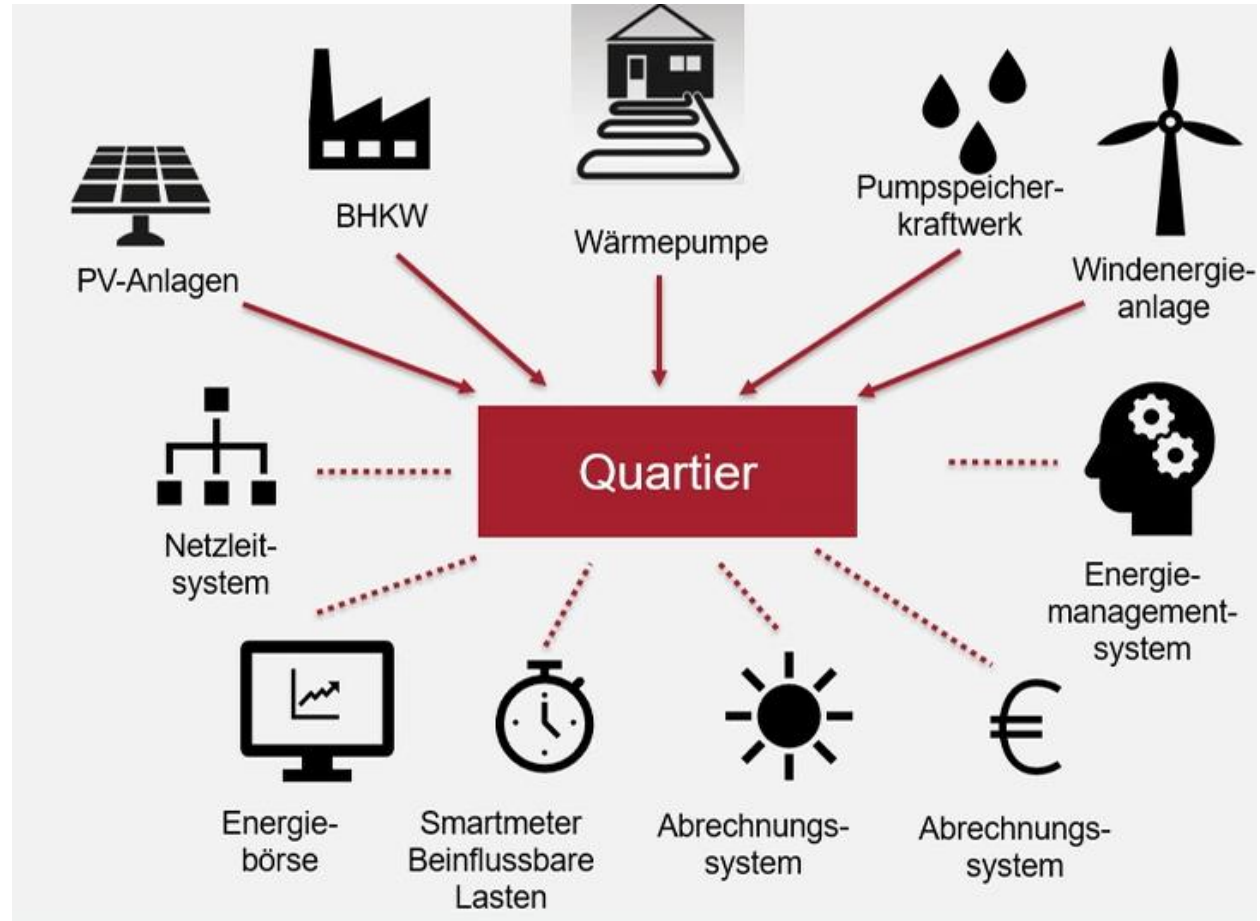 PV-Anlagen
BHKW
Wärmepumpe
Pumpspeicher-
kraftwerk
Windenergie-
anlage
Netzleit-
system
Quartier
Energie-
management-
system
Energie-
börse
Smartmeter
Beinflussbare
Lasten
Abrechnungs-
system
€
Abrechnungs-
system